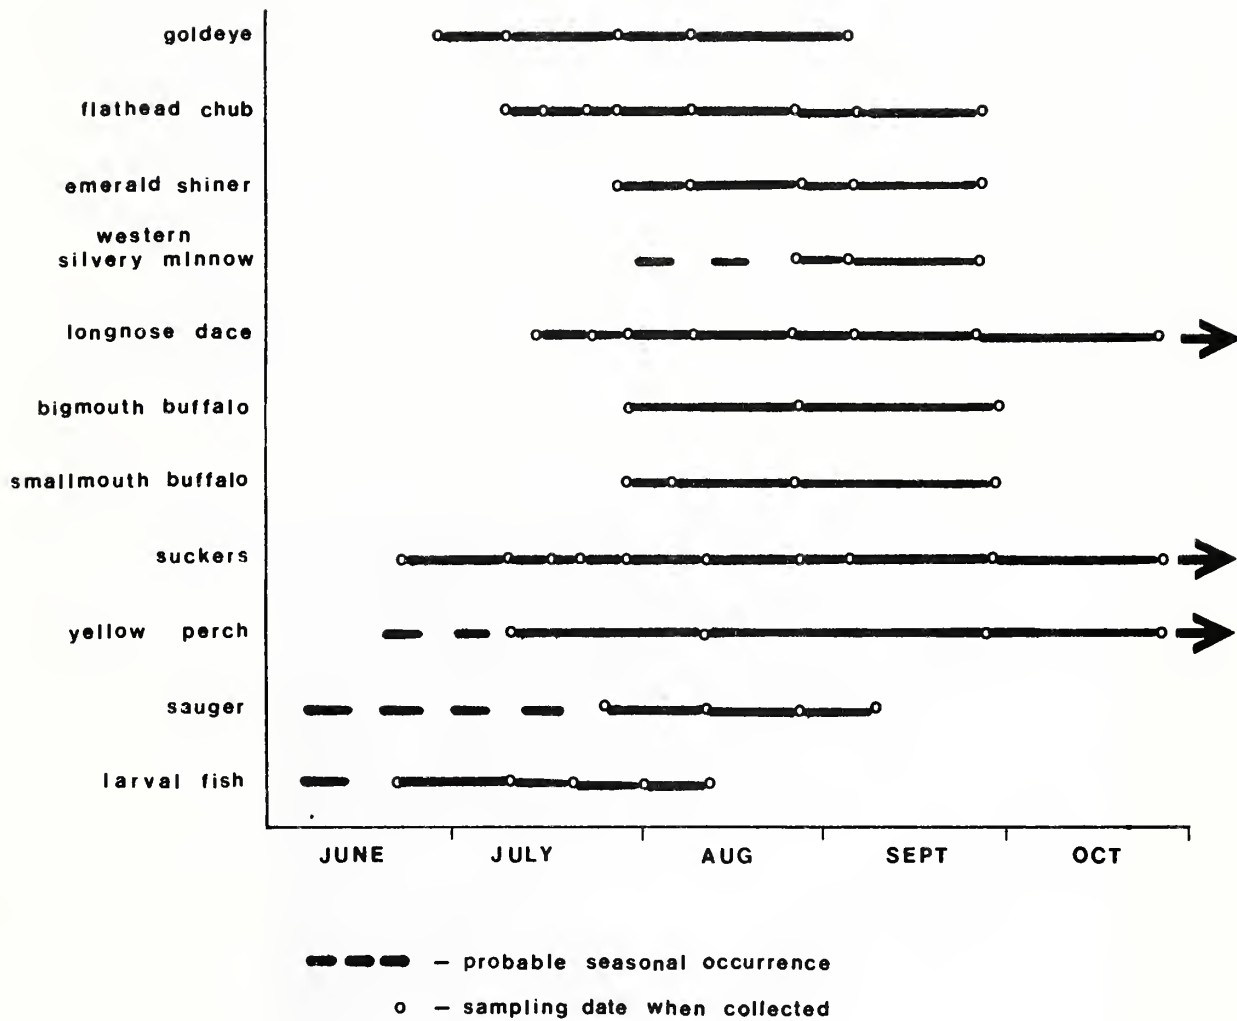 goldeye
flathead chub
emerald shiner
western
silvery minnow
longnose dace
bigmouth buffalo
smallmouth buffalo
suckers
yellow perch
sauger
larval fish
JUNE JULY AUG SEPT OCT
– probable seasonal occurrence
o – sampling date when collected